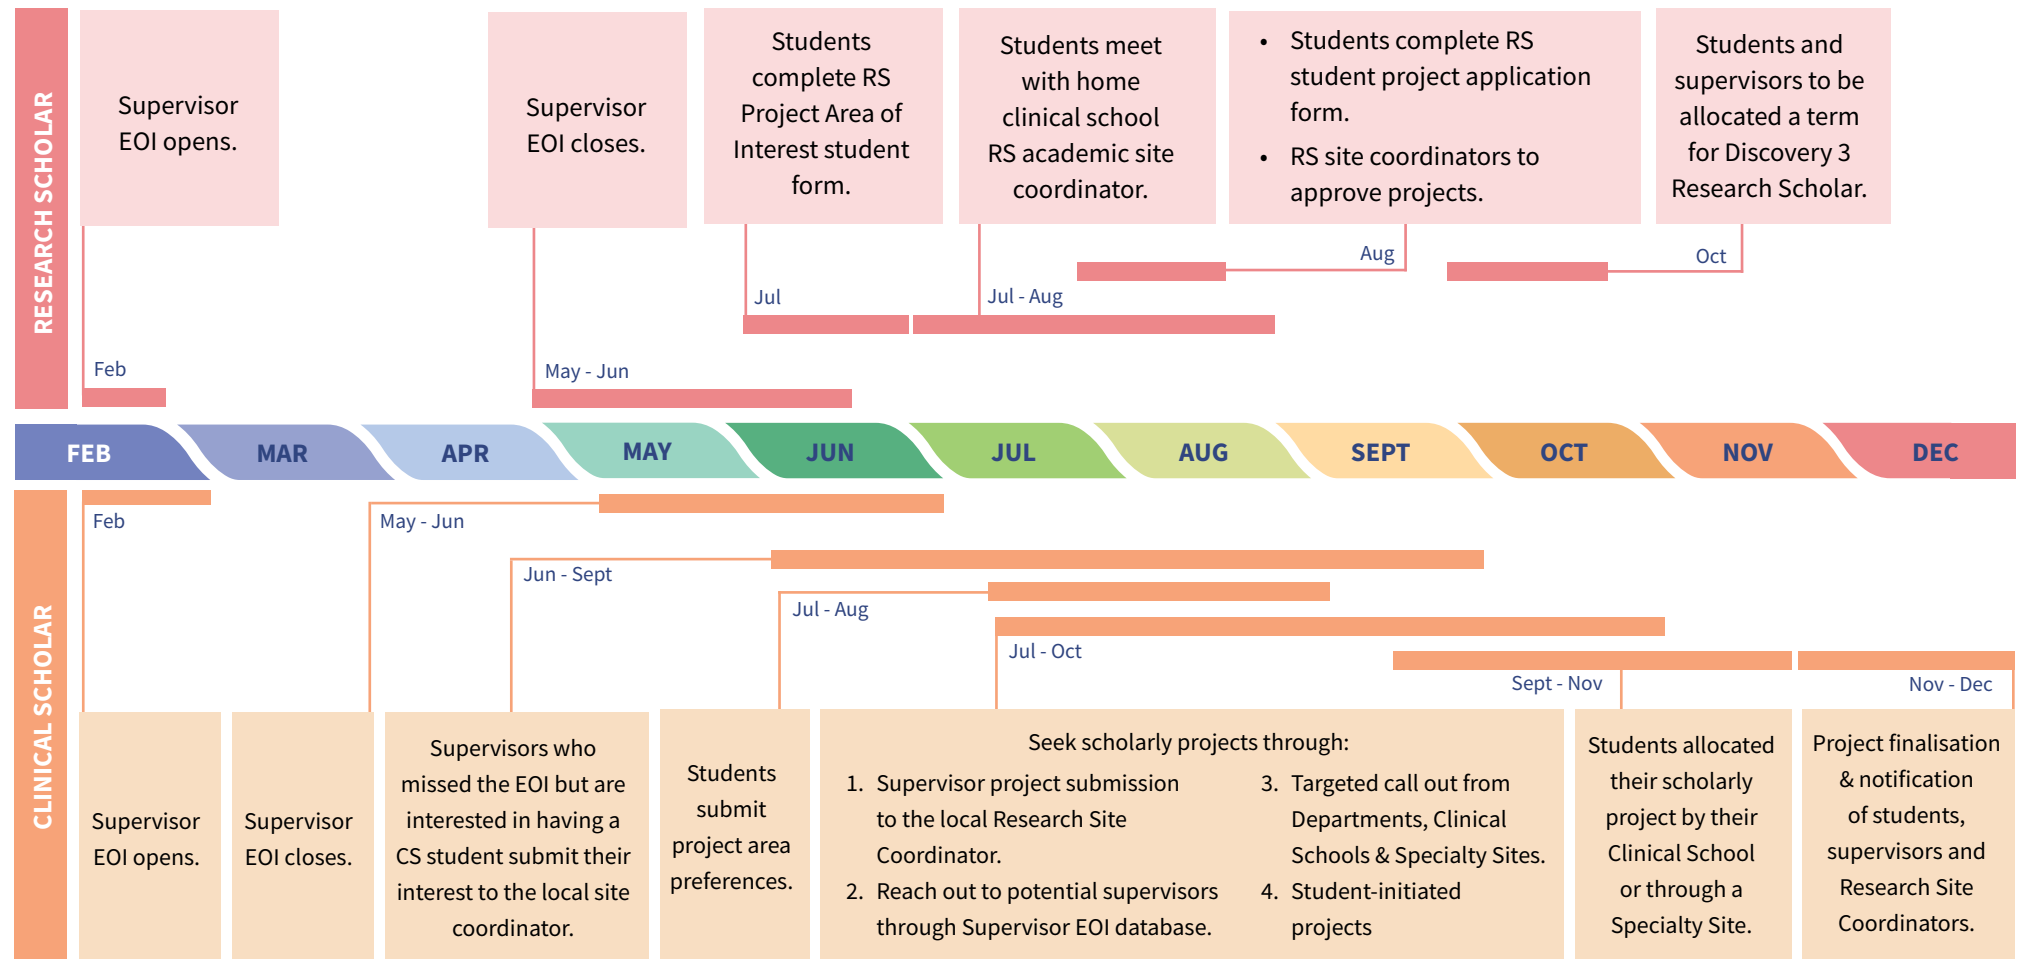 RESEARCH SCHOLAR
Supervisor
EOI opens.
Supervisor
EOI closes.
Students
complete RS
Project Area of
Interest student
form.
Students meet
with home
clinical school
RS academic site
coordinator.
• Students complete RS
student project application
form.
• RS site coordinators to
approve projects.
Students and
supervisors to be
allocated a term
for Discovery 3
Research Scholar.
Feb
May - Jun
Jul
Jul - Aug
Aug
Oct
FEB
MAR
APR
MAY
JUN
JUL
AUG
SEPT
OCT
NOV
DEC
CLINICAL SCHOLAR
Feb
May - Jun
Jun - Sept
Jul - Aug
Jul - Oct
Sept - Nov
Nov - Dec
Supervisor
EOI opens.
Supervisor
EOI closes.
Supervisors who
missed the EOI but are
interested in having a
CS student submit their
interest to the local site
coordinator.
Students
submit
project area
preferences.
Seek scholarly projects through:
1. Supervisor project submission
to the local Research Site
Coordinator.
2. Reach out to potential supervisors
through Supervisor EOI database.
3. Targeted call out from
Departments, Clinical
Schools & Specialty Sites.
4. Student-initiated
projects
Students allocated
their scholarly
project by their
Clinical School
or through a
Specialty Site.
Project finalisation
& notification
of students,
supervisors and
Research Site
Coordinators.